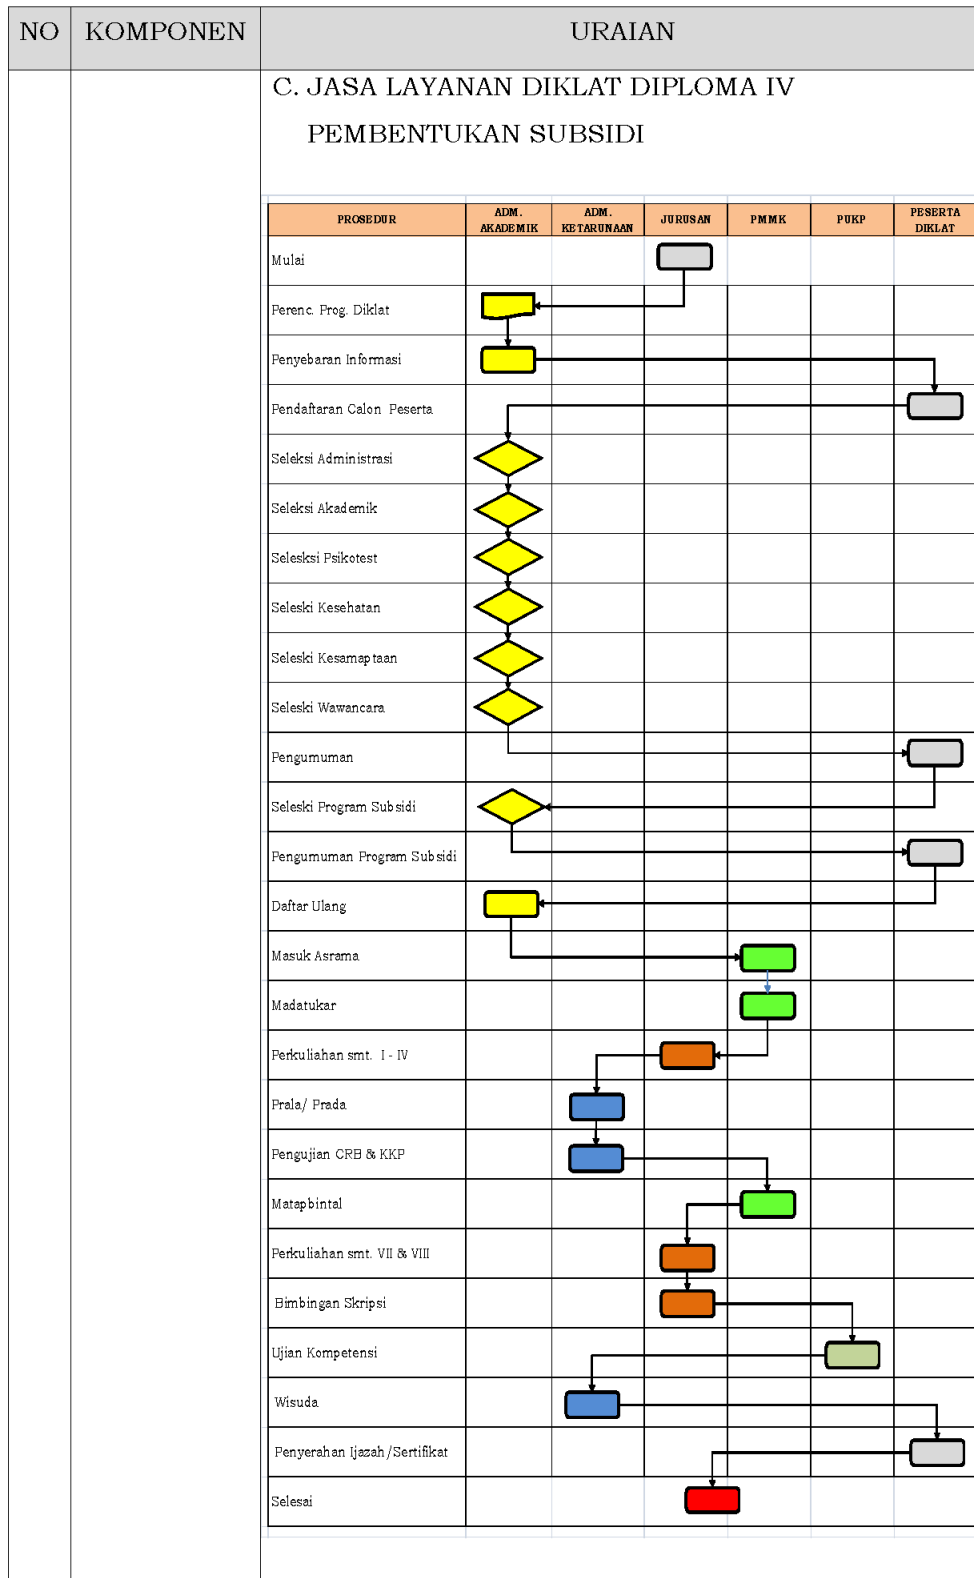 NO KOMPONEN URAIAN
C. JASA LAYANAN DIKLAT DIPLOMA IV
PEMBENTUKAN SUBSIDI
PROSEDUR ADM. AKADEMIK ADM. KETARUNAAN JURUSAN PMMK PUKP PESERTA DIKLAT
Mulai
Perenc. Prog. Diklat
Penyebaran Informasi
Pendaftaran Calon Peserta
Seleksi Administrasi
Seleksi Akademik
Selesksi Psikotest
Seleski Kesehatan
Seleski Kesamaptaan
Seleski Wawancara
Pengumuman
Seleski Program Subsidi
Pengumuman Program Subsidi
Daftar Ulang
Masuk Asrama
Madatukar
Perkuliahan smt. I - IV
Prala/ Prada
Pengujian CRB & KKP
Matapbintal
Perkuliahan smt. VII & VIII
Bimbingan Skripsi
Ujian Kompetensi
Wisuda
Penyerahan Ijazah/Sertifikat
Selesai